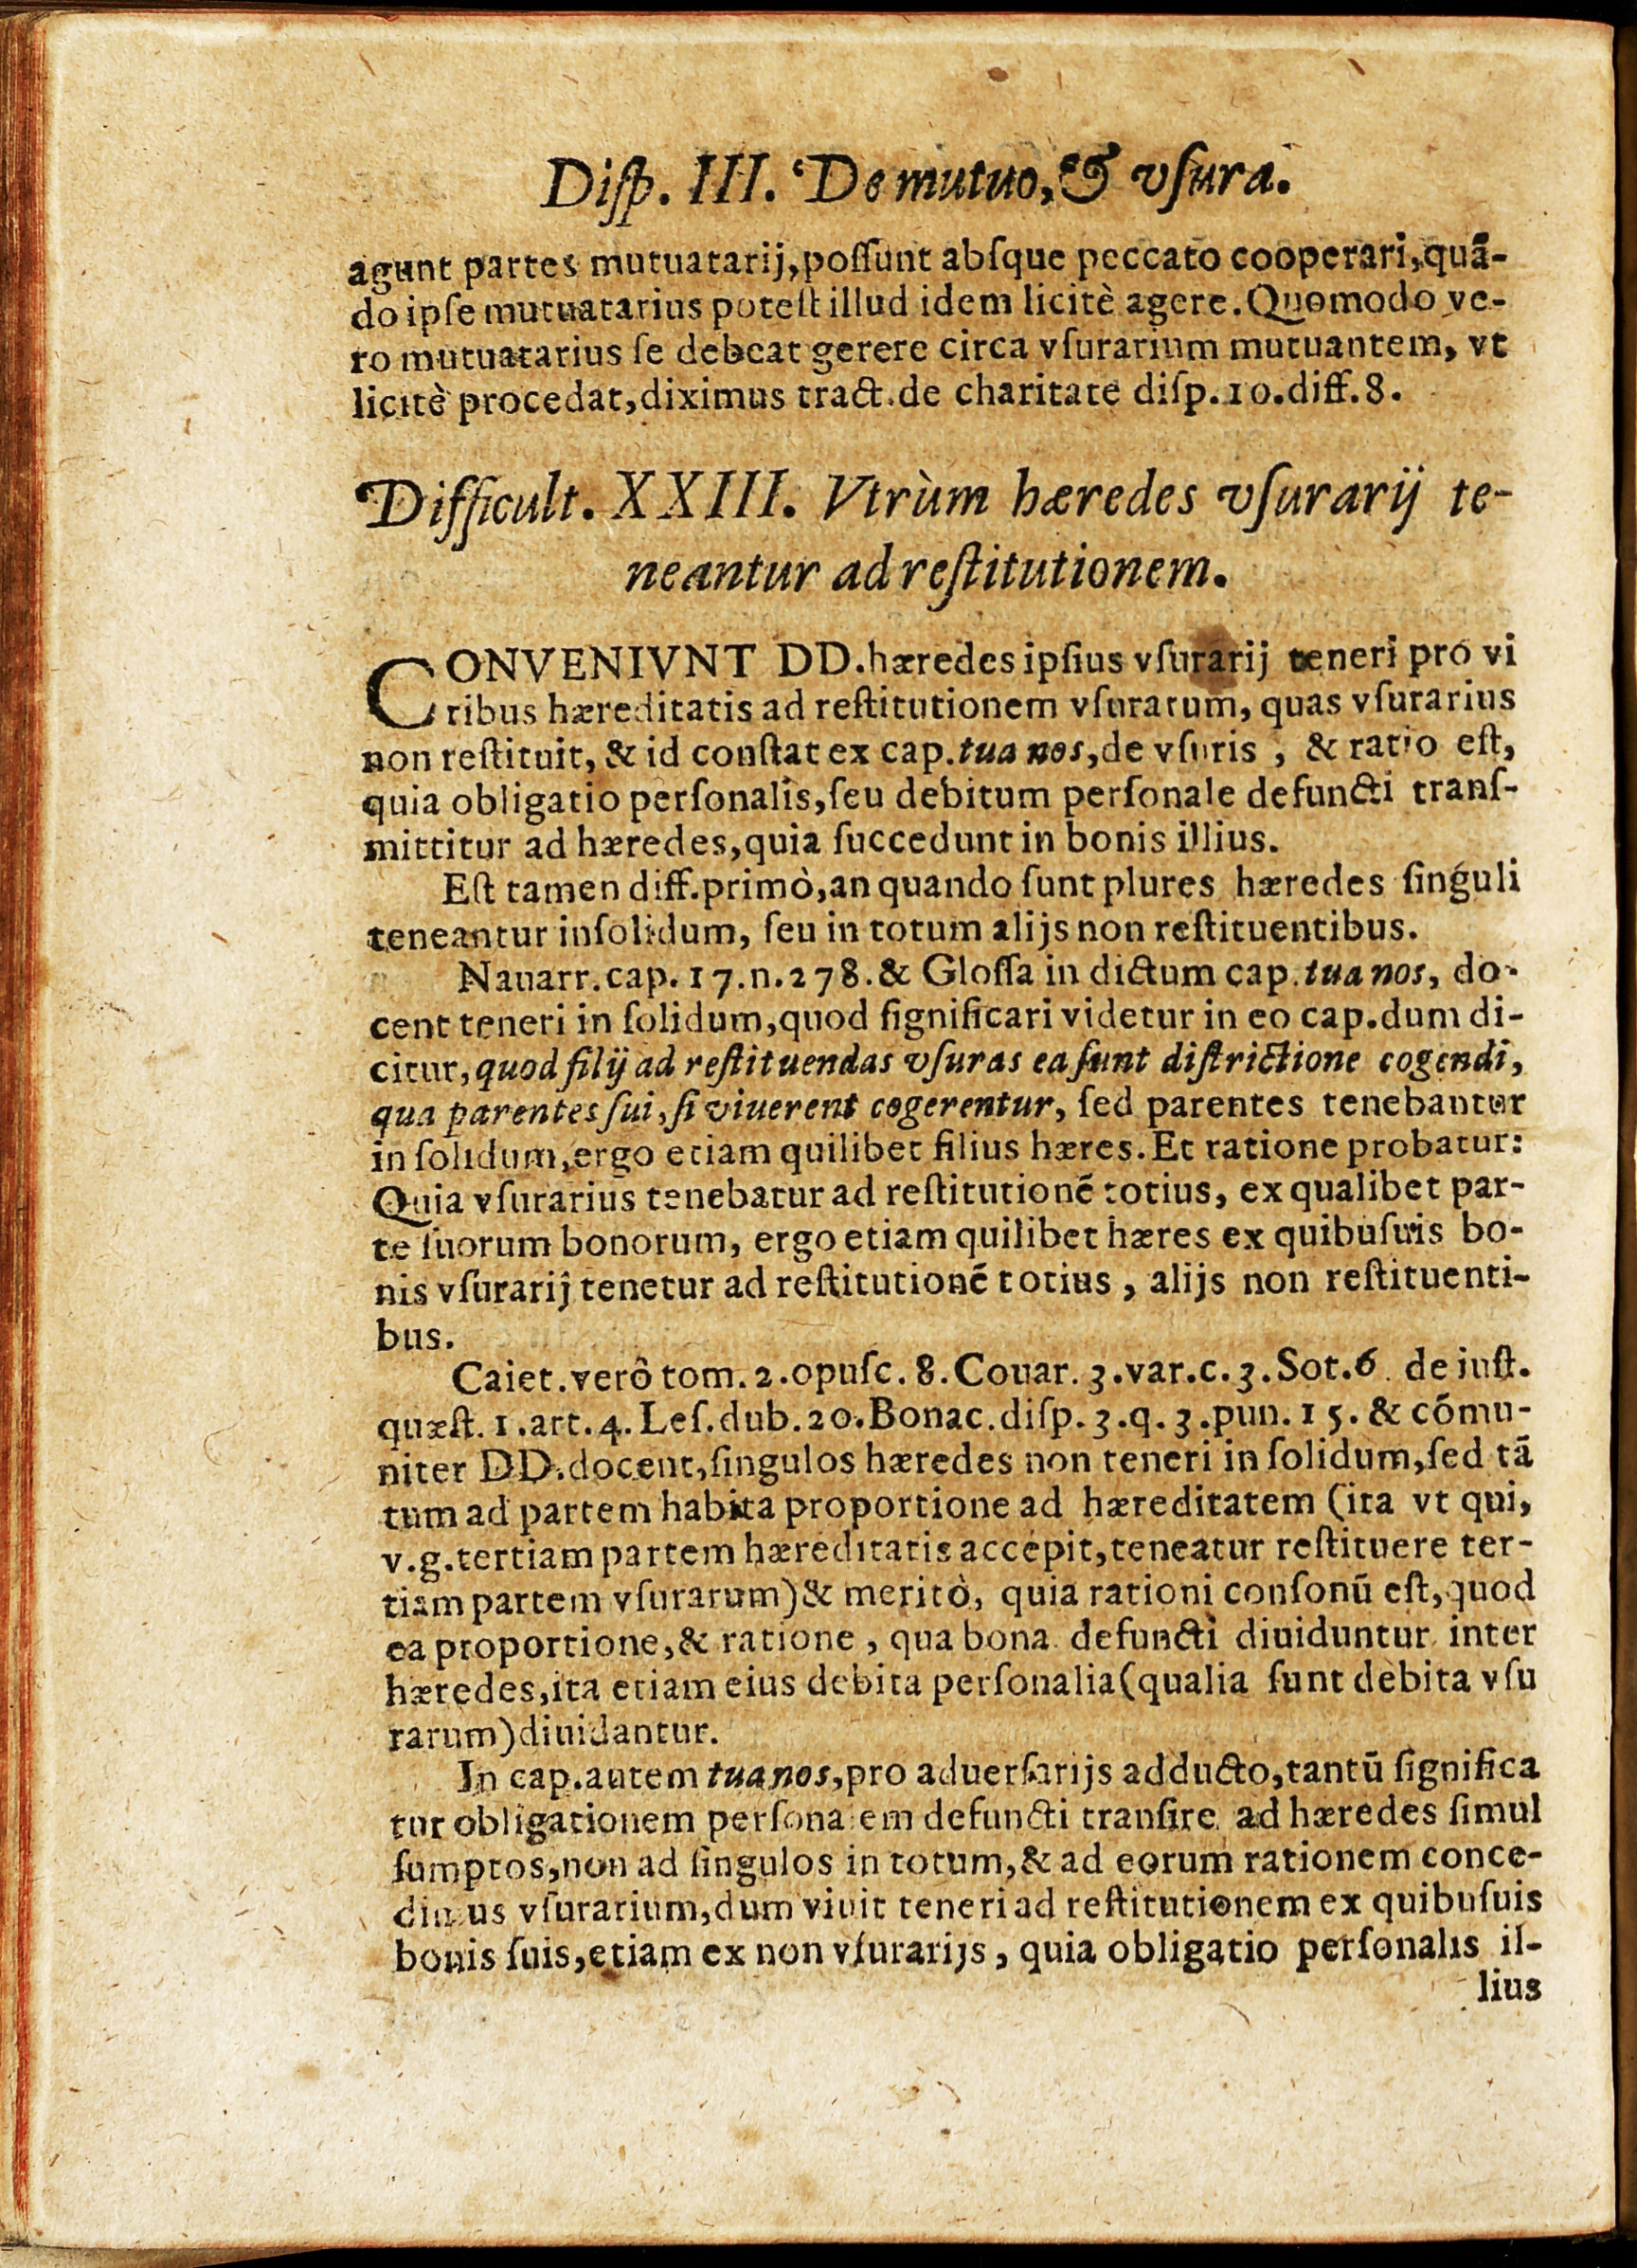 Diſp. III. De mutuo, & vſura.
agunt partes mutuatarij, poſſunt abſque peccato cooperari, quã-
do ipſe mutuatarius poteſt illud idem licitè agere. Quomodo ve-
ro mutuatarius ſe debeat gerere circa vſurarium mutuantem, vt
licitè procedat, diximus tract. de charitate diſp. 10. diff. 8.
Difficult. XXIII. Vtrùm hæredes vſurarij te-
neantur ad reſtitutionem.
CONVENIVNT DD. hæredes ipſius vſurarij teneri pro vi
ribus hæreditatis ad reſtitutionem vſurarum, quas vſurarius
non reſtituit, & id conſtat ex cap. tua nos, de vſuris , & ratio eſt,
quia obligatio perſonalis, ſeu debitum perſonale defuncti tranſ-
mittitur ad hæredes, quia ſuccedunt in bonis illius.
Eſt tamen diff. primò, an quando ſunt plures hæredes ſinguli
teneantur inſolidum, ſeu in totum alijs non reſtituentibus.
Nauarr. cap. 17. n. 278. & Gloſſa in dictum cap. tua nos, do-
cent teneri in ſolidum, quod ſignificari videtur in eo cap. dum di-
citur, quod filij ad reſtituendas vſuras ea ſunt diſtrictione cogendi,
qua parentes ſui, ſi viuerent cogerentur, ſed parentes tenebantur
in ſolidum, ergo etiam quilibet filius hæres. Et ratione probatur:
Quia vſurarius tenebatur ad reſtitutionẽ totius, ex qualibet par-
te ſuorum bonorum, ergo etiam quilibet hæres ex quibuſuis bo-
nis vſurarij tenetur ad reſtitutionẽ totius , alijs non reſtituenti-
bus.
Caiet. verô tom. 2. opuſc. 8. Couar. 3. var. c. 3. Sot. 6 . de iuſt.
quæſt. 1. art. 4. Leſ. dub. 20. Bonac. diſp. 3. q. 3. pun. 15. & cõmu-
niter DD. docent, ſingulos hæredes non teneri in ſolidum, ſed tã
tum ad partem habita proportione ad hæreditatem (ita vt qui,
v. g. tertiam partem hæreditatis accepit, teneatur reſtituere ter-
tiam partem vſurarum) & meritò, quia rationi conſonũ eſt, quod
ea proportione, & ratione , qua bona defuncti diuiduntur inter
hæredes, ita etiam eius debita perſonalia (qualia ſunt debita vſu
rarum) diuidantur.
In cap. autem tua nos, pro aduerſarijs adducto, tantũ ſignifica
tur obligationem perſonalem defuncti tranſire ad hæredes ſimul
ſumptos, non ad ſingulos in totum, & ad eorum rationem conce-
dimus vſurarium, dum viuit teneri ad reſtitutionem ex quibuſuis
bonis ſuis, etiam ex non vſurarijs , quia obligatio perſonalis il-
lius